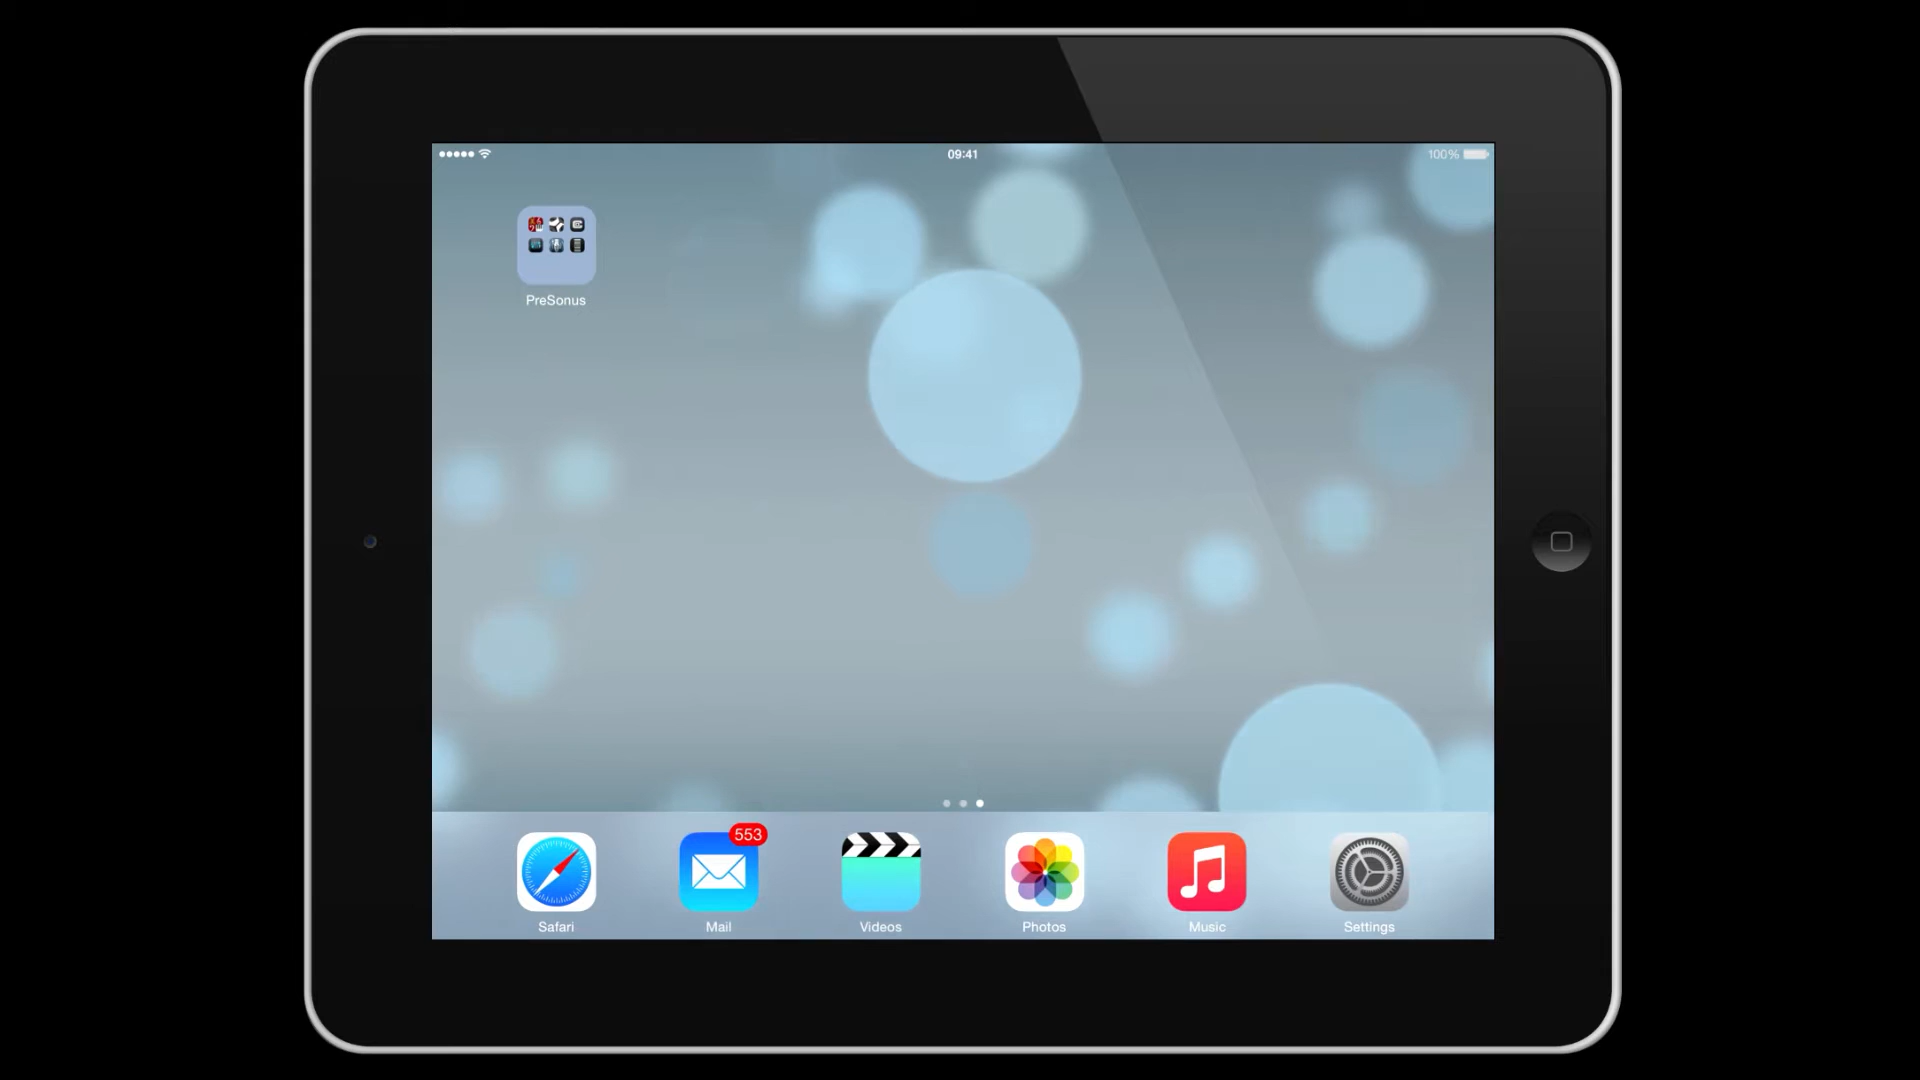 09:41
100%
PreSonus
553
Safari
Mail
Videos
Photos
Music
Settings